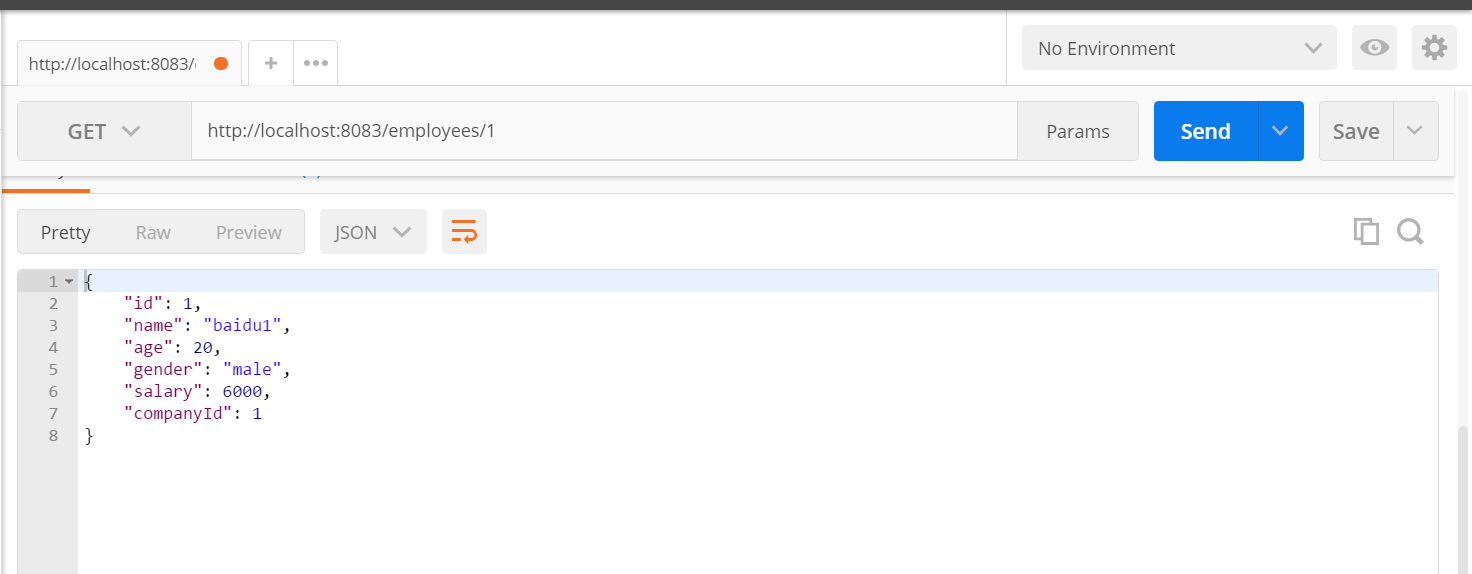 http://localhost:8083/
No Environment
GET
http://localhost:8083/employees/1
Params
Send
Save
Pretty
Raw
Preview
JSON
1 {
2 "id": 1,
3 "name": "baidu1",
4 "age": 20,
5 "gender": "male",
6 "salary": 6000,
7 "companyId": 1
8 }